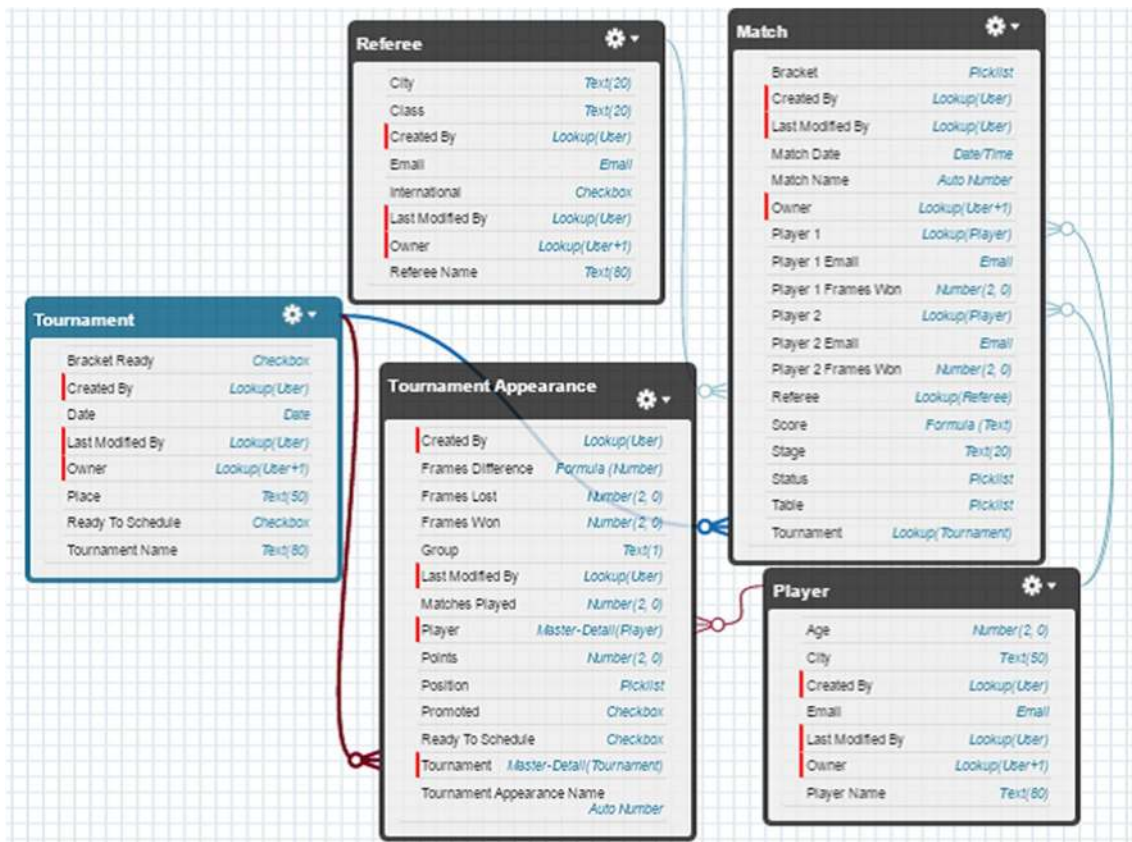 Referee
City Text(20)
Class Text(20)
Created By Lookup(User)
Email Email
International Checkbox
Last Modified By Lookup(User)
Owner Lookup(User+1)
Referee Name Text(80)
Match
Bracket Picklist
Created By Lookup(User)
Last Modified By Lookup(User)
Match Date Date/Time
Match Name Auto Number
Owner Lookup(User+1)
Player 1 Lookup(Player)
Player 1 Email Email
Player 1 Frames Won Number(2, 0)
Player 2 Lookup(Player)
Player 2 Email Email
Player 2 Frames Won Number(2, 0)
Referee Lookup(Referee)
Score Formula (Text)
Stage Text(20)
Status Picklist
Table Picklist
Tournament Lookup(Tournament)
Tournament
Bracket Ready Checkbox
Created By Lookup(User)
Date Date
Last Modified By Lookup(User)
Owner Lookup(User+1)
Place Text(50)
Ready To Schedule Checkbox
Tournament Name Text(80)
Tournament Appearance
Created By Lookup(User)
Frames Difference Formula (Number)
Frames Lost Number(2, 0)
Frames Won Number(2, 0)
Group Text(1)
Last Modified By Lookup(User)
Matches Played Number(2, 0)
Player Master-Detail(Player)
Points Number(2, 0)
Position Picklist
Promoted Checkbox
Ready To Schedule Checkbox
Tournament Master-Detail(Tournament)
Tournament Appearance Name
Auto Number
Player
Age Number(2, 0)
City Text(50)
Created By Lookup(User)
Email Email
Last Modified By Lookup(User)
Owner Lookup(User+1)
Player Name Text(80)